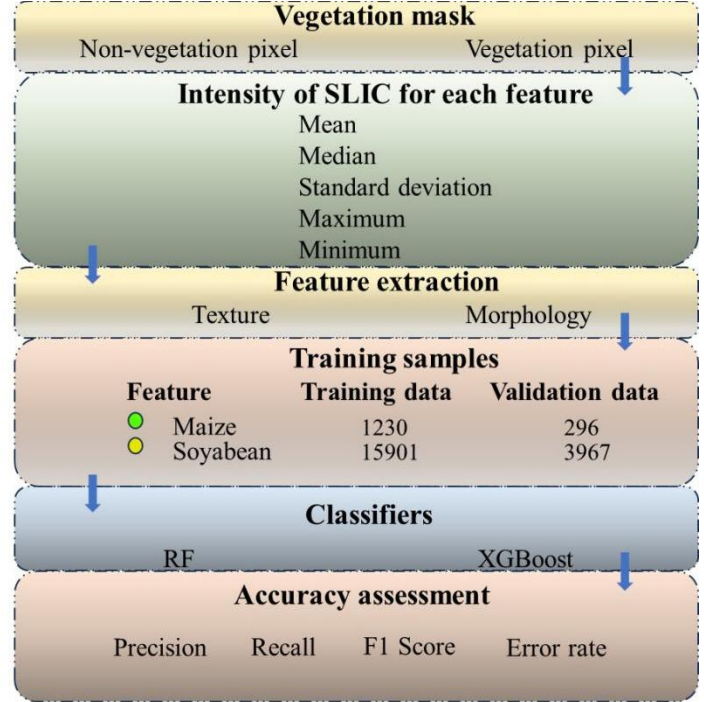 Vegetation mask
Non-vegetation pixel Vegetation pixel
Intensity of SLIC for each feature
Mean
Median
Standard deviation
Maximum
Minimum
Feature extraction
Texture Morphology
Training samples
Feature Training data Validation data
Maize 1230 296
Soyabean 15901 3967
Classifiers
RF XGBoost
Accuracy assessment
Precision Recall F1 Score Error rate